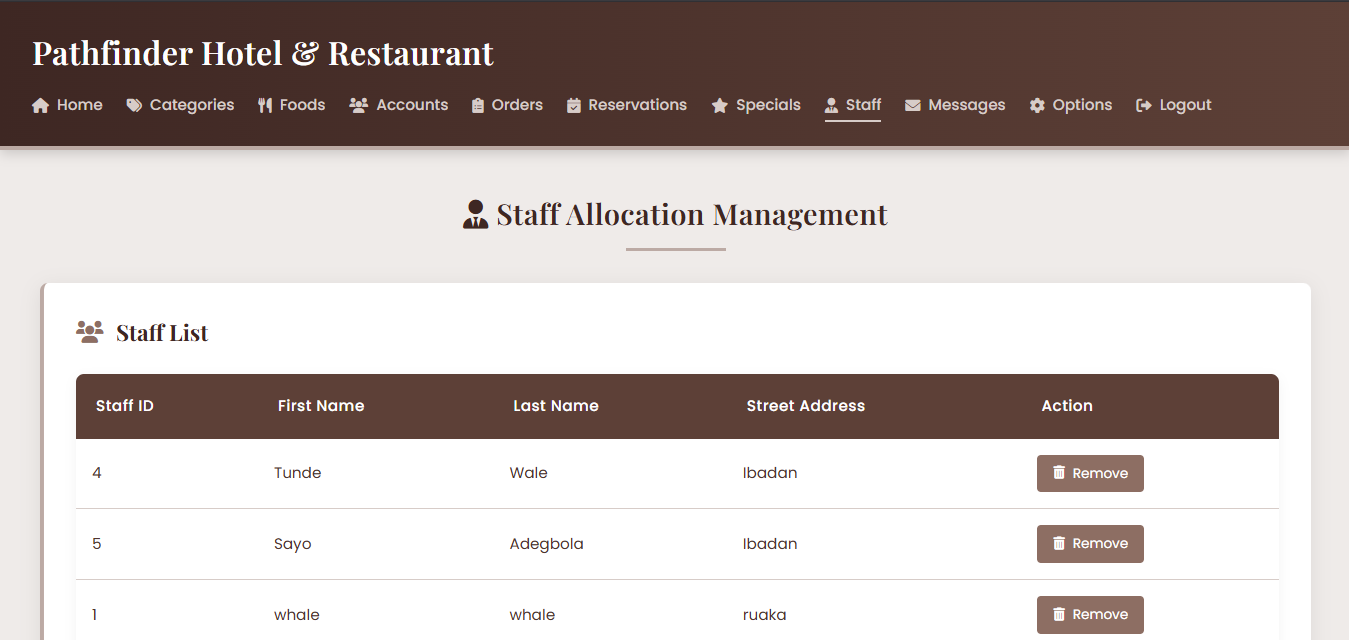 Pathfinder Hotel & Restaurant
Home Categories Foods Accounts Orders Reservations Specials Staff Messages Options Logout
Staff Allocation Management
Staff List
Staff ID First Name Last Name Street Address Action
4 Tunde Wale Ibadan Remove
5 Sayo Adegbola Ibadan Remove
1 whale whale ruaka Remove